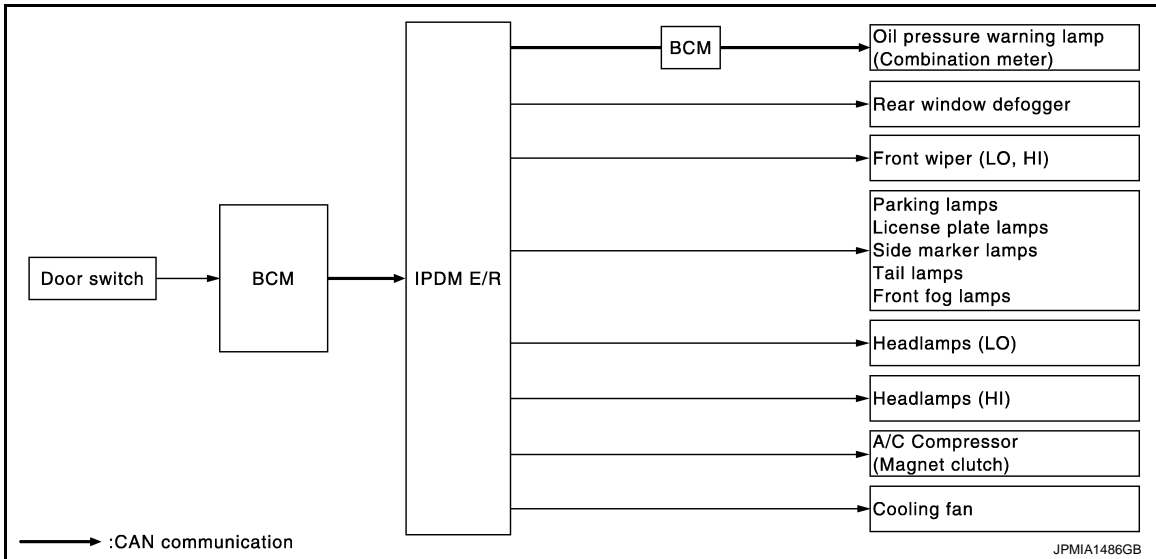 Door switch
BCM
IPDM E/R
BCM
Oil pressure warning lamp
(Combination meter)
Rear window defogger
Front wiper (LO, HI)
Parking lamps
License plate lamps
Side marker lamps
Tail lamps
Front fog lamps
Headlamps (LO)
Headlamps (HI)
A/C Compressor
(Magnet clutch)
Cooling fan
:CAN communication
JPMIA1486GB